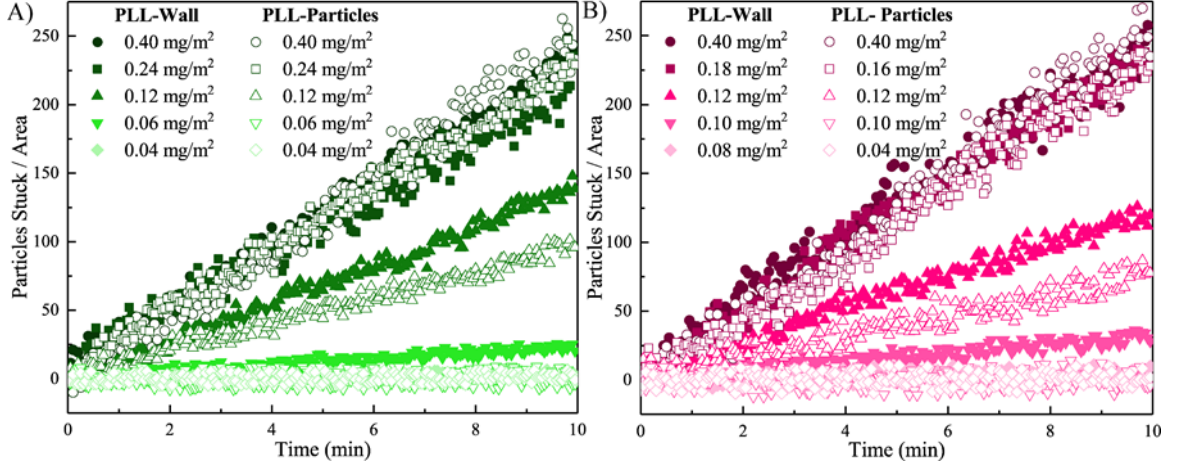 A)
PLL-Wall PLL-Particles
0.40 mg/m² 0.40 mg/m²
0.24 mg/m² 0.24 mg/m²
0.12 mg/m² 0.12 mg/m²
0.06 mg/m² 0.06 mg/m²
0.04 mg/m² 0.04 mg/m²
Particles Stuck / Area
250
200
150
100
50
0
0 2 4 6 8 10
Time (min)
B)
PLL-Wall PLL- Particles
0.40 mg/m² 0.40 mg/m²
0.18 mg/m² 0.16 mg/m²
0.12 mg/m² 0.12 mg/m²
0.10 mg/m² 0.10 mg/m²
0.08 mg/m² 0.04 mg/m²
Particles Stuck / Area
250
200
150
100
50
0
0 2 4 6 8 10
Time (min)